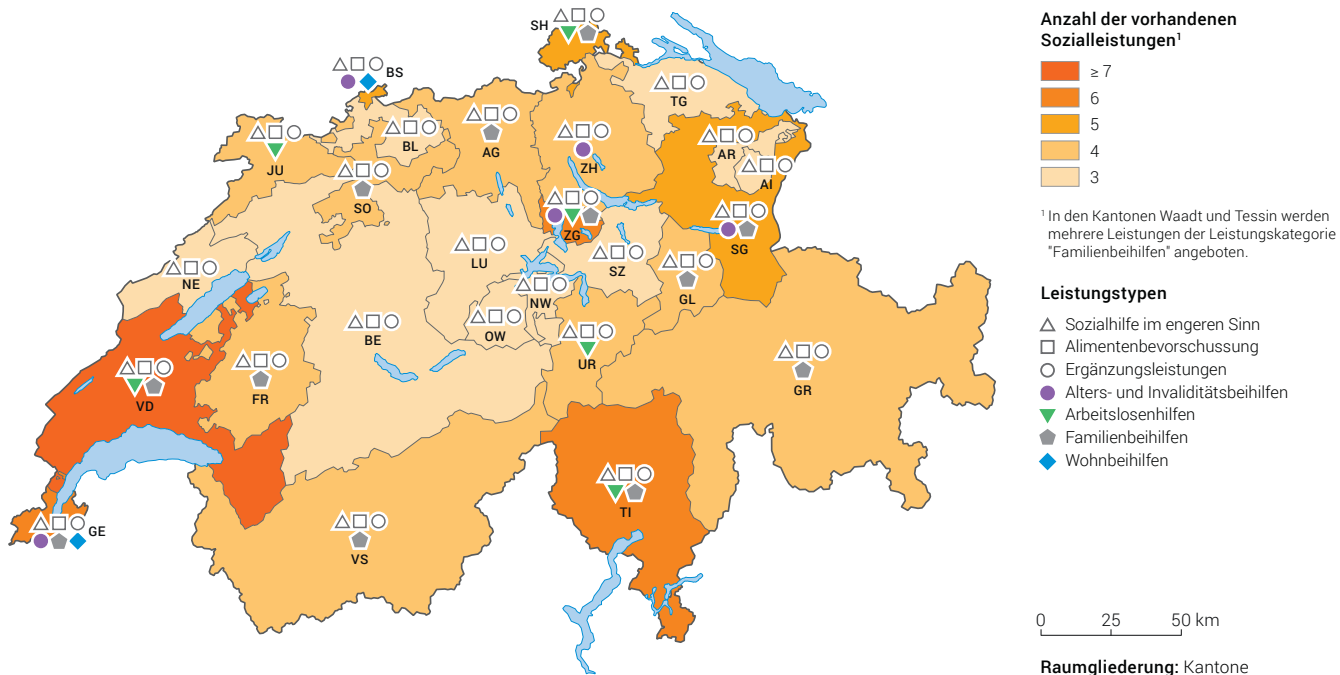 SH
BS
TG
BL
AG
AR
JU
ZH
AI
SO
ZG
SG
LU
SZ
NE
NW
GL
BE
OW
UR
GR
FR
VD
TI
GE
VS
Anzahl der vorhandenen
Sozialleistungen¹
≥ 7
6
5
4
3
¹ In den Kantonen Waadt und Tessin werden
mehrere Leistungen der Leistungskategorie
"Familienbeihilfen" angeboten.
Leistungstypen
Sozialhilfe im engeren Sinn
Alimentenbevorschussung
Ergänzungsleistungen
Alters- und Invaliditätsbeihilfen
Arbeitslosenhilfen
Familienbeihilfen
Wohnbeihilfen
0 25 50 km
Raumgliederung: Kantone